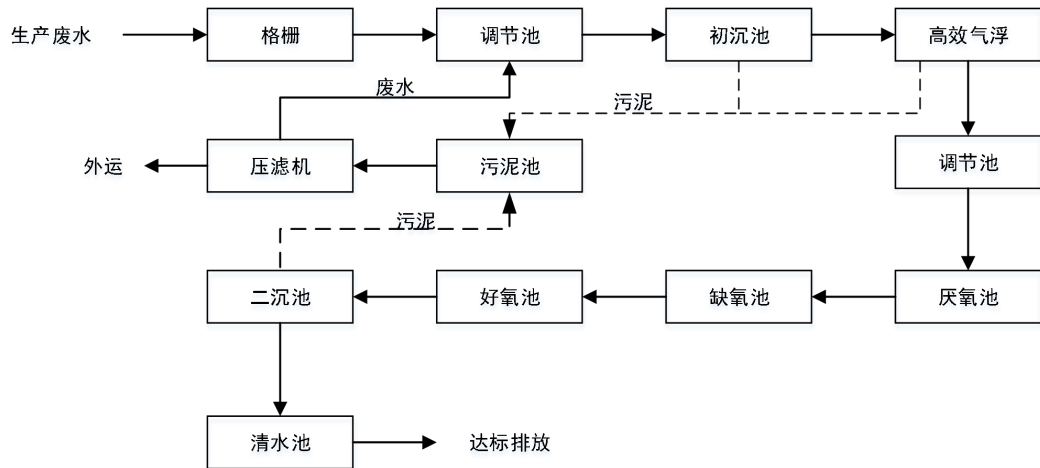 生产废水
格栅
调节池
初沉池
高效气浮
废水
污泥
外运
压滤机
污泥池
调节池
污泥
二沉池
好氧池
缺氧池
厌氧池
清水池
达标排放